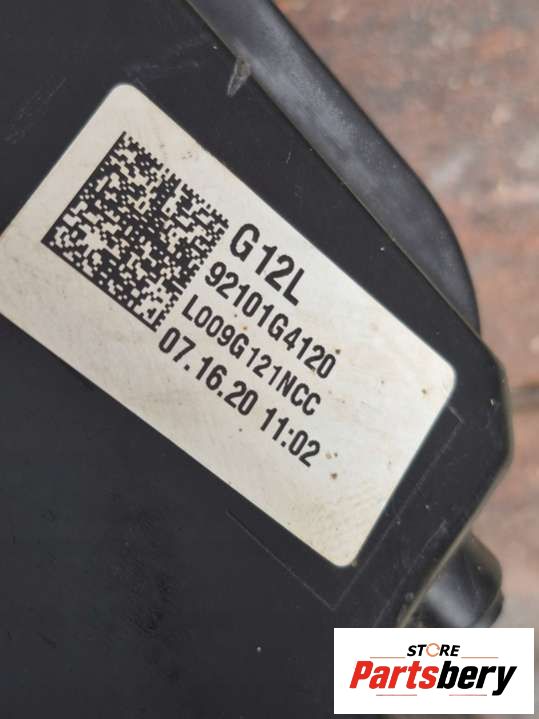 G12L
92101G4120
L009G121NCC
07.16.20 11:02
STORE
Partsbery